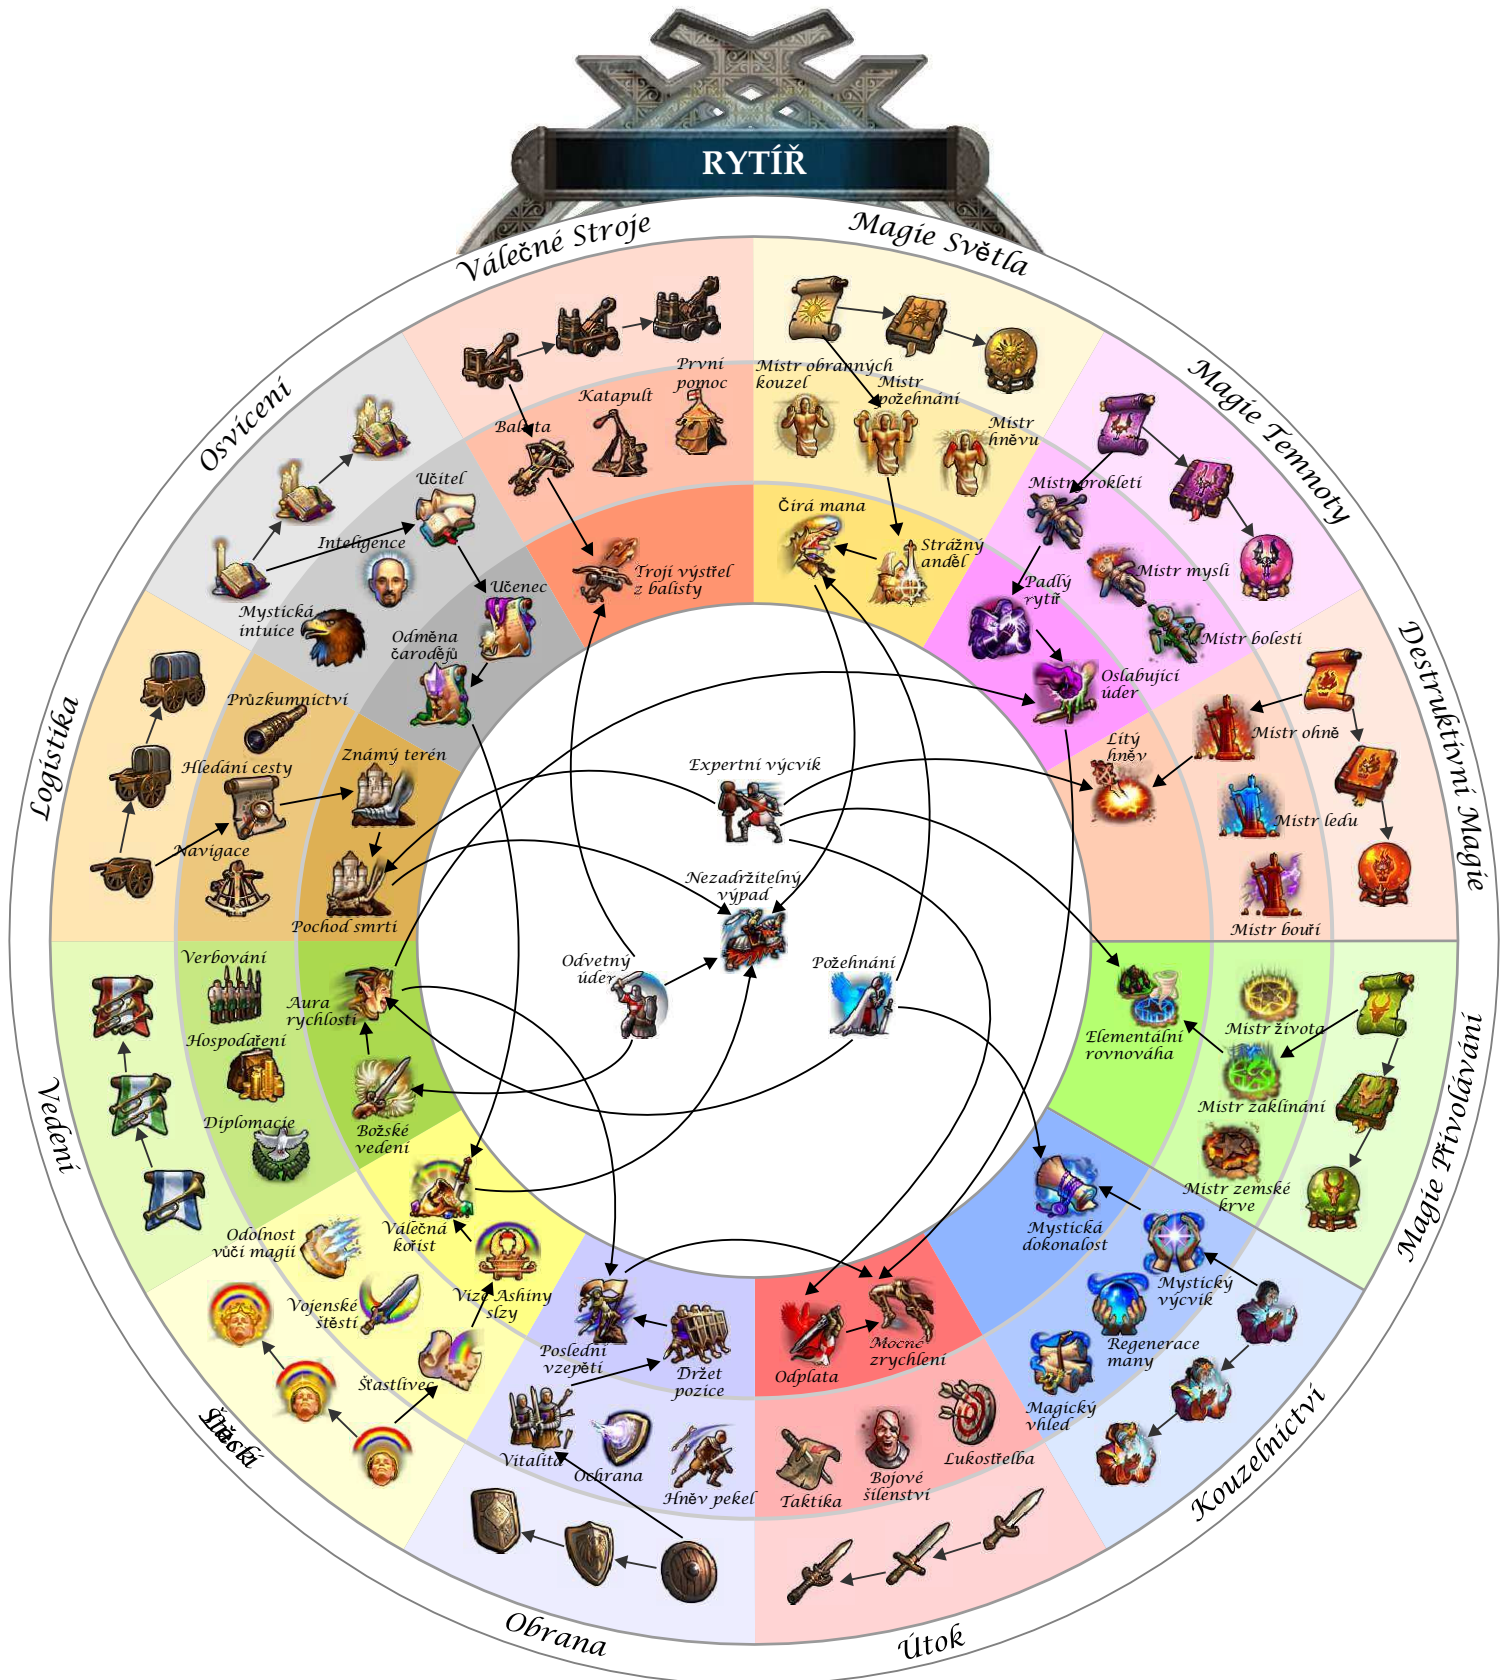 RYTÍŘ
Válečné Stroje
Magie Světla
Magie Temnoty
Destruktivní Magie
Magie Přivolávání
Kouzelnictví
Útok
Obrana
Vedení
Logistika
Osvícení
První
pomoc
Katapult
Balista
Trojí výstřel
z balisty
Mistr obranných
kouzel
Mistr
požehnání
Mistr
hněvu
Čirá mana
Strážný
anděl
Mistr prokletí
Mistr mysli
Mistr bolesti
Padlý
rytíř
Oslabující
úder
Mistr ohně
Mistr ledu
Mistr bouří
Lítý
hněv
Učitel
Inteligence
Mystická
intuice
Učenec
Odměna
čarodějů
Průzkumnictví
Hledání cesty
Navigace
Známý terén
Pochod smrti
Expertní výcvik
Nezadržitelný
výpad
Odvetný
úder
Požehnání
Verbování
Hospodaření
Diplomacie
Aura
rychlosti
Božské
vedení
Mistr života
Mistr zaklínání
Mistr zemské
krve
Elementální
rovnováha
Odolnost
vůči magii
Vojenské
štěstí
Šťastlivec
Válečná
kořist
Vize Ashiny
slzy
Mystická
dokonalost
Mystický
výcvik
Regenerace
many
Magický
vhled
Poslední
vzepětí
Držet
pozice
Vitalita
Ochrana
Hněv pekel
Odplata
Mocné
zrychlení
Taktika
Bojové
šílenství
Lukostřelba